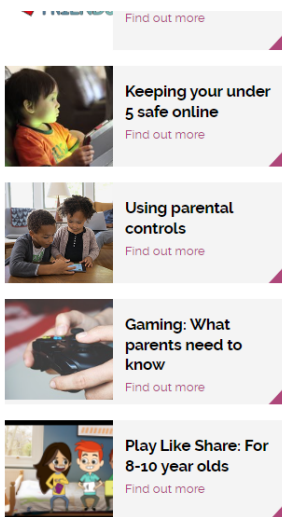 Find out more
Keeping your under
5 safe online
Find out more
Using parental
controls
Find out more
Gaming: What
parents need to
know
Find out more
Play Like Share: For
8-10 year olds
Find out more